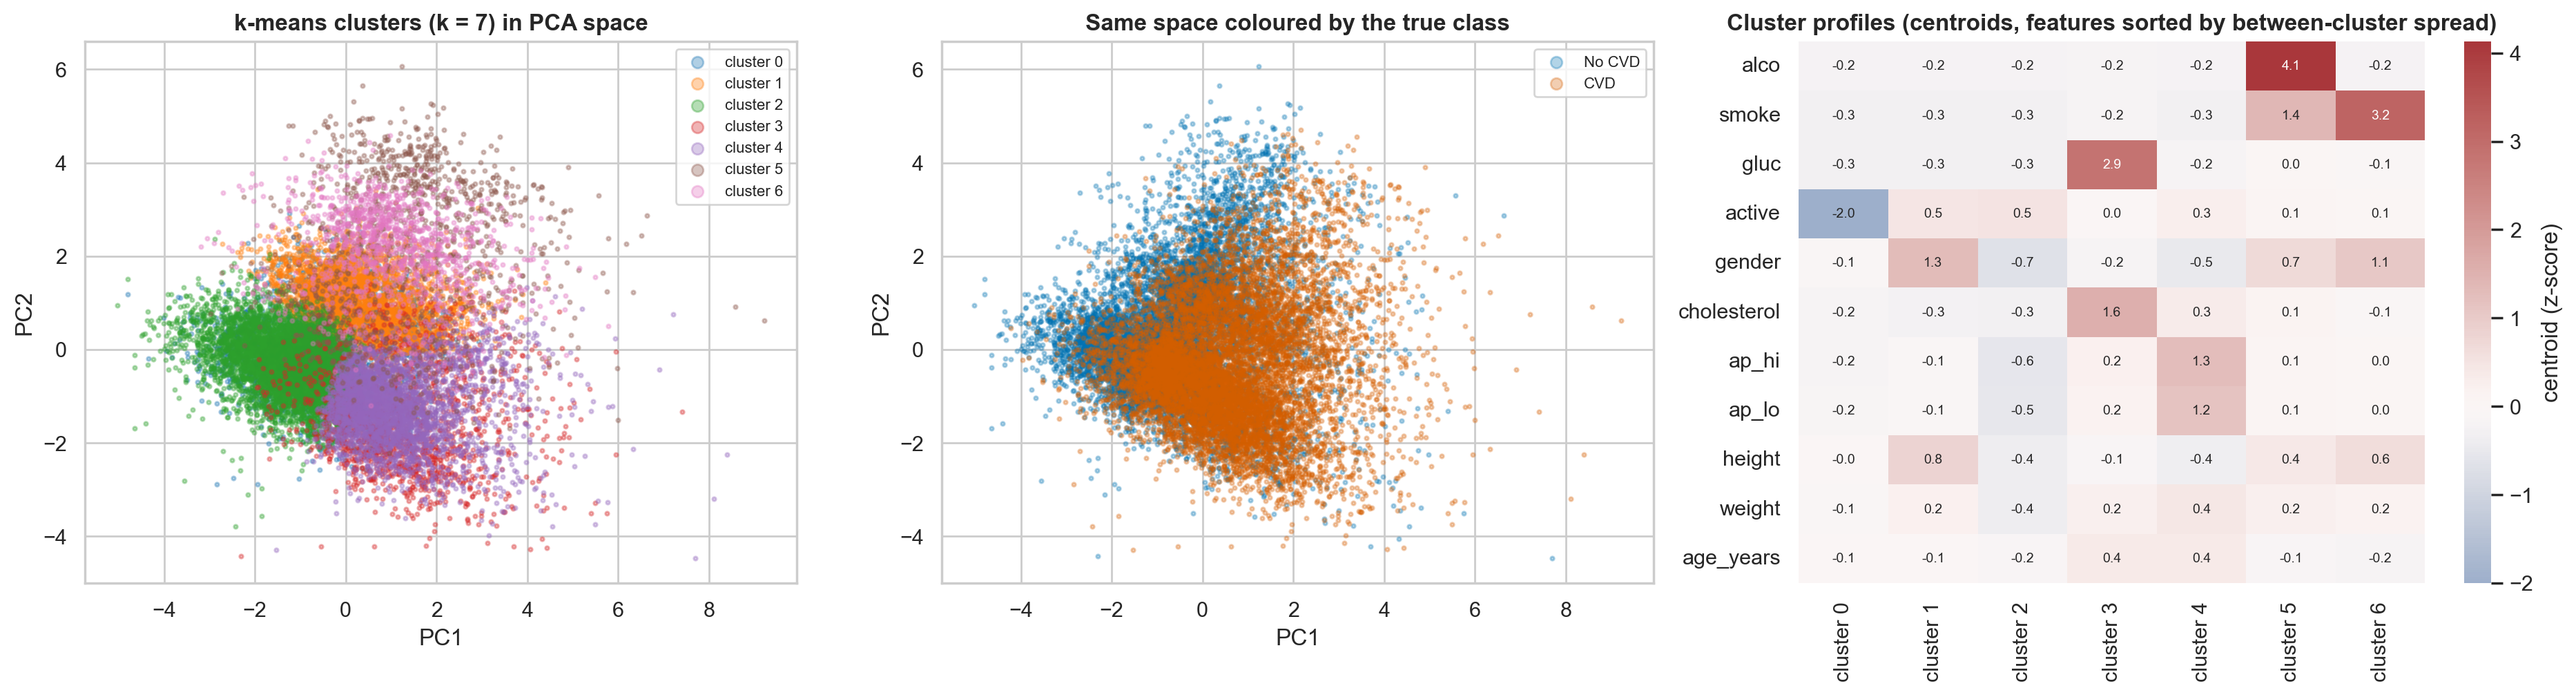 k-means clusters (k = 7) in PCA space
6
4
2
0
−2
−4
PC2
−4 −2 0 2 4 6 8
PC1
cluster 0
cluster 1
cluster 2
cluster 3
cluster 4
cluster 5
cluster 6
Same space coloured by the true class
6
4
2
0
−2
−4
PC2
−4 −2 0 2 4 6 8
PC1
No CVD
CVD
Cluster profiles (centroids, features sorted by between-cluster spread)
alco -0.2 -0.2 -0.2 -0.2 -0.2 4.1 -0.2
smoke -0.3 -0.3 -0.3 -0.2 -0.3 1.4 3.2
gluc -0.3 -0.3 -0.3 2.9 -0.2 0.0 -0.1
active -2.0 0.5 0.5 0.0 0.3 0.1 0.1
gender -0.1 1.3 -0.7 -0.2 -0.5 0.7 1.1
cholesterol -0.2 -0.3 -0.3 1.6 0.3 0.1 -0.1
ap_hi -0.2 -0.1 -0.6 0.2 1.3 0.1 0.0
ap_lo -0.2 -0.1 -0.5 0.2 1.2 0.1 0.0
height -0.0 0.8 -0.4 -0.1 -0.4 0.4 0.6
weight -0.1 0.2 -0.4 0.2 0.4 0.2 0.2
age_years -0.1 -0.1 -0.2 0.4 0.4 -0.1 -0.2
cluster 0
cluster 1
cluster 2
cluster 3
cluster 4
cluster 5
cluster 6
4
3
2
1
0
−1
−2
centroid (z-score)